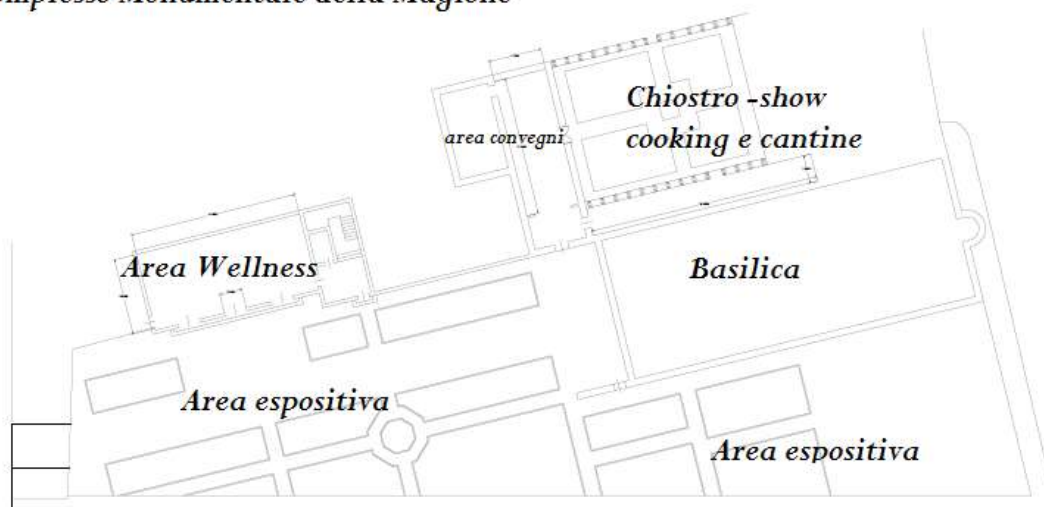 Complesso Monumentale della Magione
Chiostro -show
cooking e cantine
area convegni
Area Wellness
Basilica
Area espositiva
Area espositiva